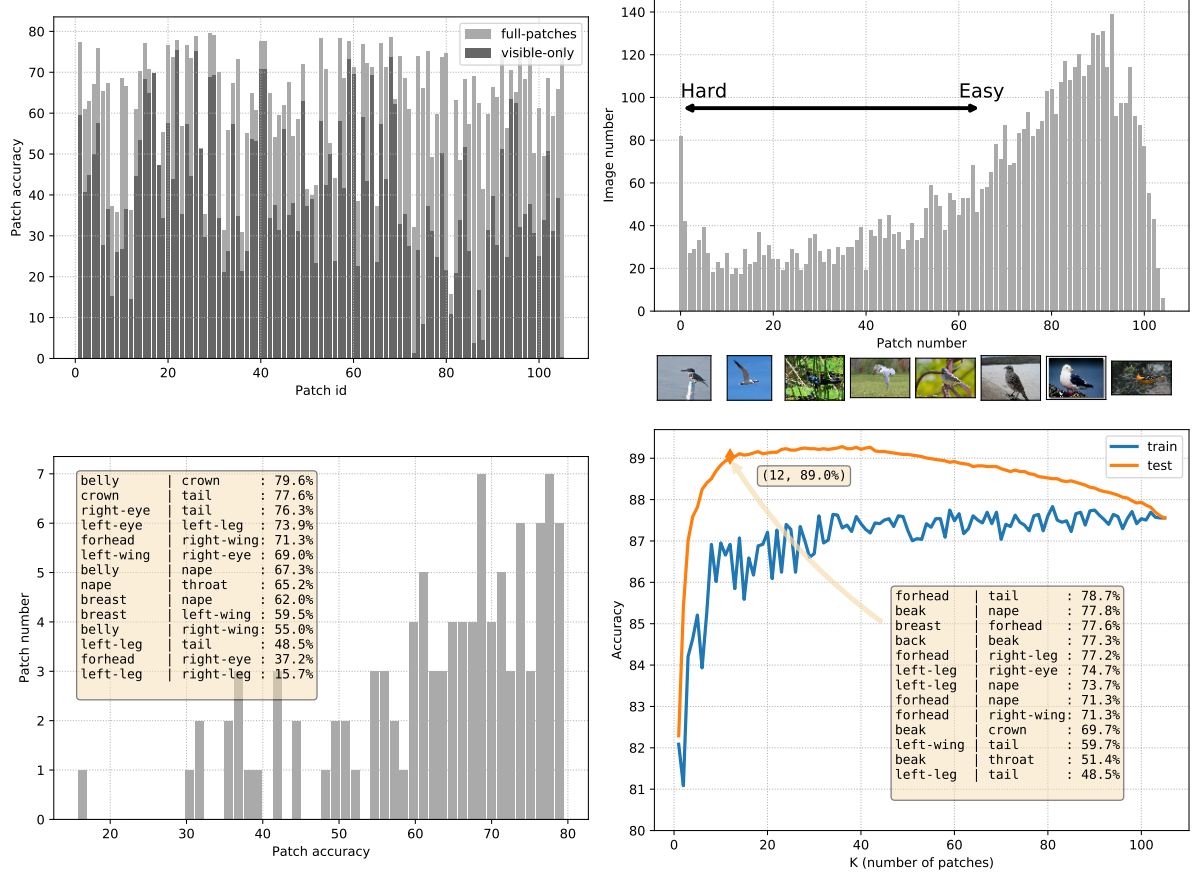 80
70
60
50
40
30
20
10
0
Patch accuracy
full-patches
visible-only
0 20 40 60 80 100
Patch id
140
120
100
80
60
40
20
0
Image number
Hard Easy
0 20 40 60 80 100
Patch number
7
6
5
4
3
2
1
0
Patch number
belly | crown : 79.6%
crown | tail : 77.6%
right-eye | tail : 76.3%
left-eye | left-leg : 73.9%
forhead | right-wing: 71.3%
left-wing | right-eye : 69.0%
belly | nape : 67.3%
nape | throat : 65.2%
breast | nape : 62.0%
breast | left-wing : 59.5%
belly | right-wing: 55.0%
left-leg | tail : 48.5%
forhead | right-eye : 37.2%
left-leg | right-leg : 15.7%
20 30 40 50 60 70 80
Patch accuracy
89
88
87
86
85
84
83
82
81
80
Accuracy
train
test
(12, 89.0%)
forhead | tail : 78.7%
beak | nape : 77.8%
breast | forhead : 77.6%
back | beak : 77.3%
forhead | right-leg : 77.2%
left-leg | right-eye : 74.7%
left-leg | nape : 73.7%
forhead | nape : 71.3%
forhead | right-wing: 71.3%
beak | crown : 69.7%
left-wing | tail : 59.7%
beak | throat : 51.4%
left-leg | tail : 48.5%
0 20 40 60 80 100
K (number of patches)